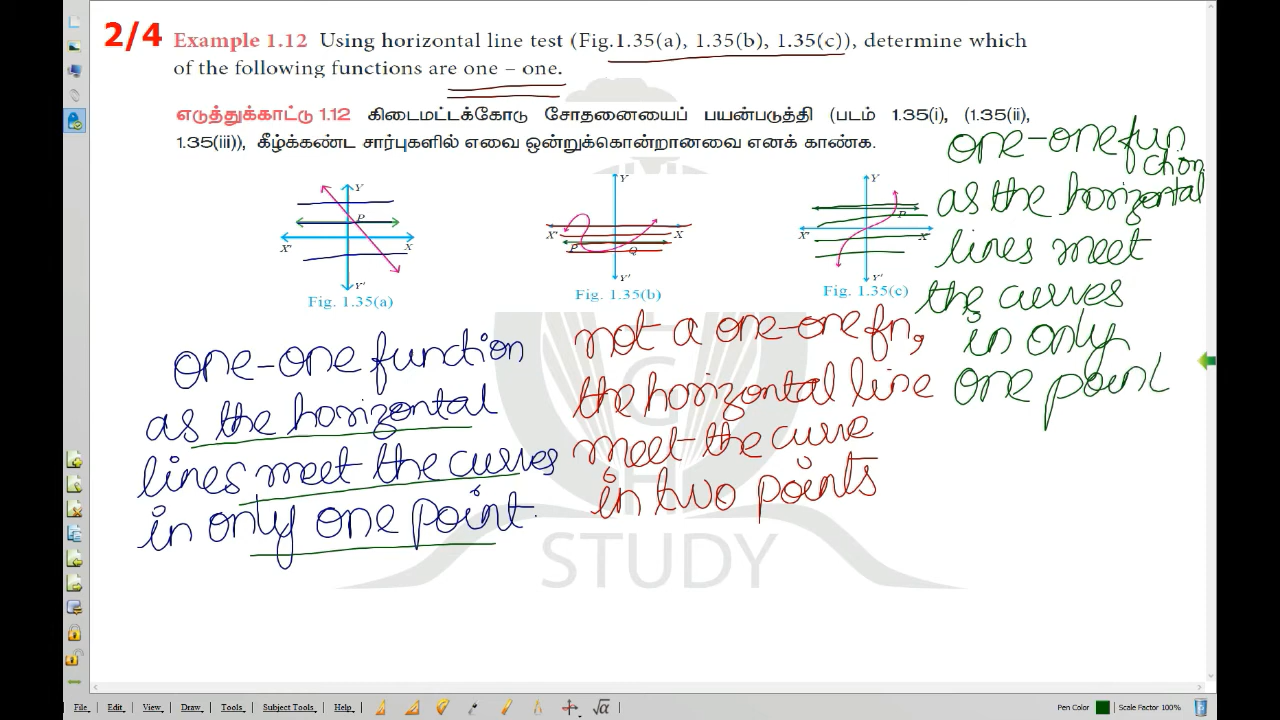 2/4 Example 1.12 Using horizontal line test (Fig.1.35(a), 1.35(b), 1.35(c)), determine which
of the following functions are one – one.
எடுத்துக்காட்டு 1.12 கிடைமட்டக்கோடு சோதனையைப் பயன்படுத்தி (படம் 1.35(i), (1.35(ii),
1.35(iii)), கீழ்க்கண்ட சார்புகளில் எவை ஒன்றுக்கொன்றானவை எனக் காண்க.
Y
P
X' X
Y'
Fig. 1.35(a)
Y
X' X
P Q
Y'
Fig. 1.35(b)
Y
P
X' X
Y'
Fig. 1.35(c)
one-one function
as the horizontal
lines meet the curves
in only one point.
not a one-one fn,
the horizontal line
meet the curve
in two points
one-one fun
ction
as the horizontal
lines meet
the curves
in only
one point
STUDY
File Edit View Draw Tools Subject Tools Help √α Pen Color Scale Factor 100%